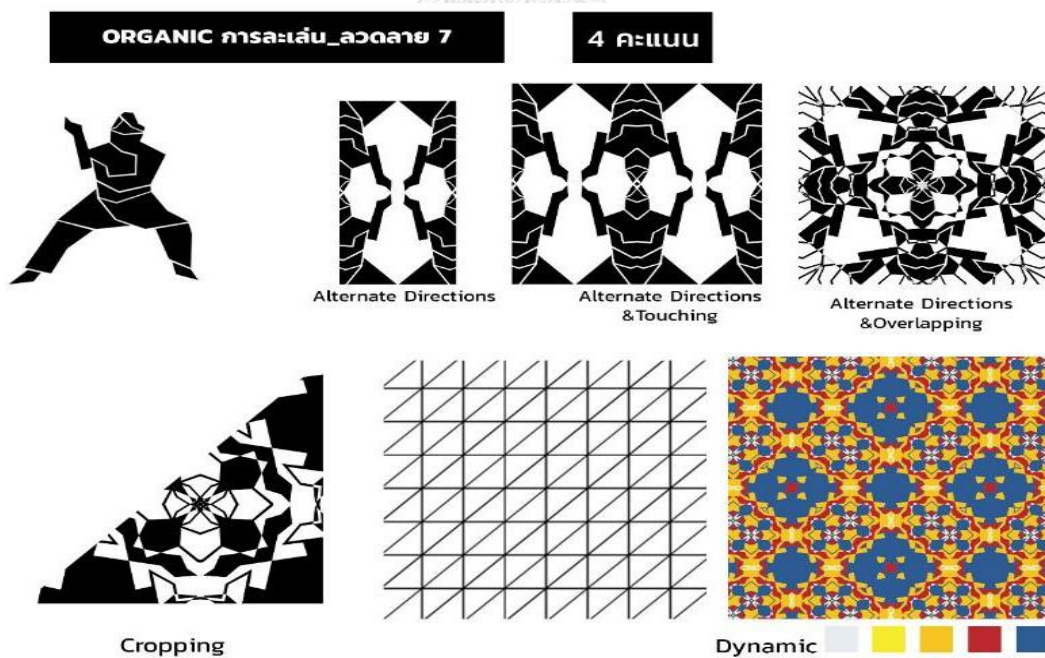 ORGANIC การละเล่น_ลวดลาย 7
4 คะแนน
Alternate Directions
Alternate Directions
&Touching
Alternate Directions
&Overlapping
Cropping
Dynamic